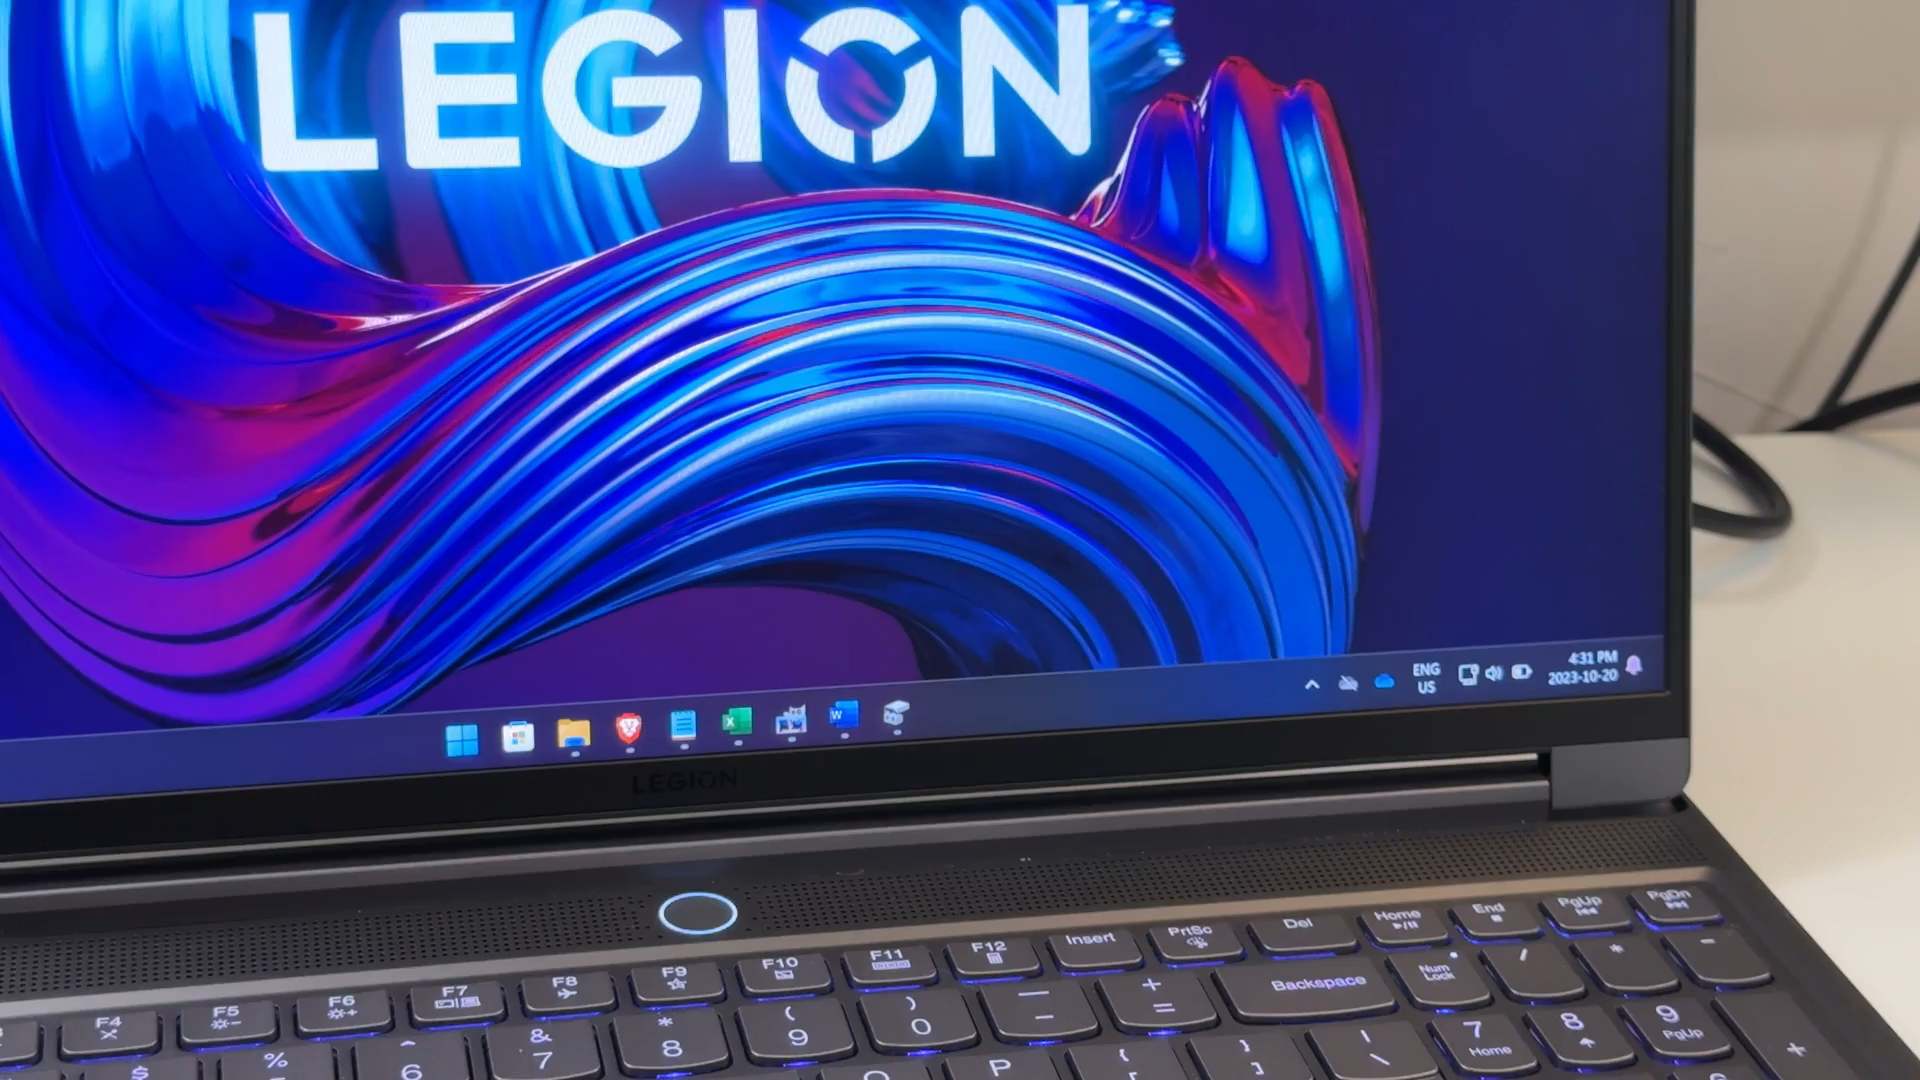 LEGION
ENG
US
4:31 PM
2023-10-20
X
W
LEGION
F4
F5
F6
F7
F8
F9
F10
F11
F12
Insert
PrtSc
Del
Home
End
PgUp
PgDn
$
%
^
6
&
7
*
8
(
9
)
0
—
–
+
=
Backspace
Num
Lock
/
*
-
P
{
[
}
]
\
7
Home
8
9
PgUp
+